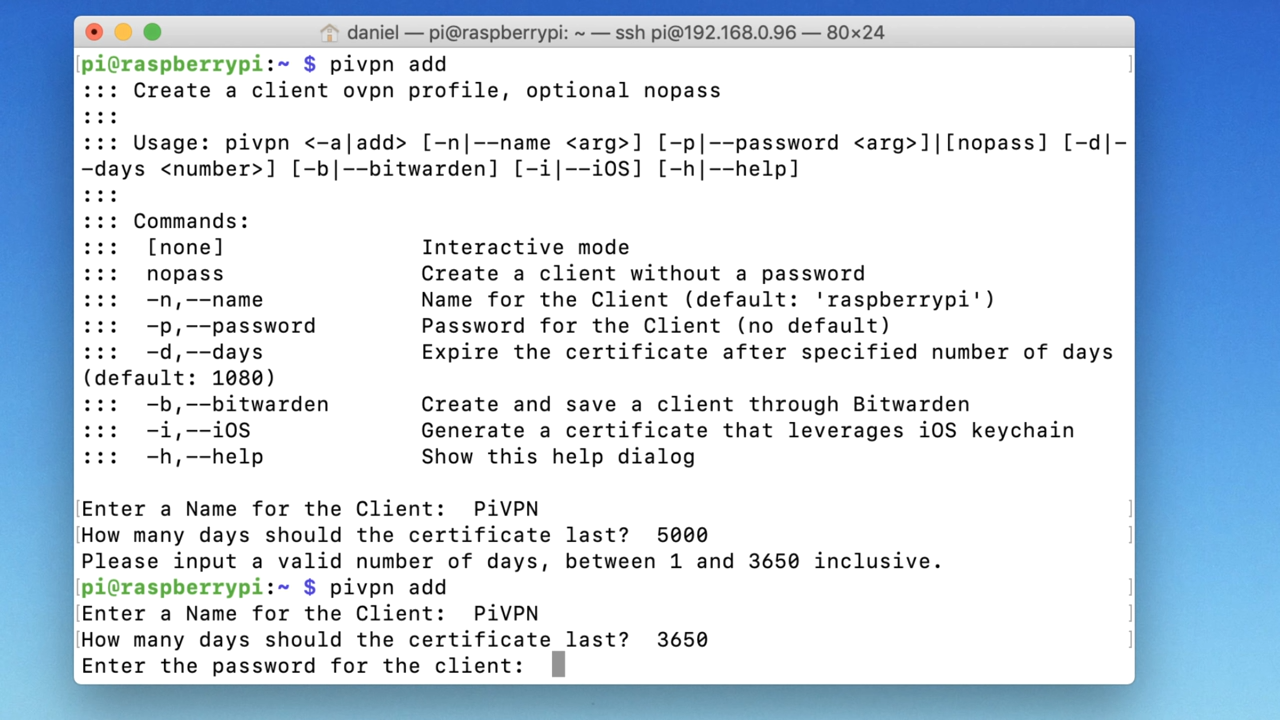 daniel — pi@raspberrypi: ~ — ssh pi@192.168.0.96 — 80×24
pi@raspberrypi:~ $ pivpn add
::: Create a client ovpn profile, optional nopass
:::
::: Usage: pivpn <-a|add> [-n|--name <arg>] [-p|--password <arg>]|[nopass] [-d|-
-days <number>] [-b|--bitwarden] [-i|--iOS] [-h|--help]
:::
::: Commands:
:::  [none]               Interactive mode
:::  nopass               Create a client without a password
:::  -n,--name            Name for the Client (default: 'raspberrypi')
:::  -p,--password        Password for the Client (no default)
:::  -d,--days            Expire the certificate after specified number of days
(default: 1080)
:::  -b,--bitwarden       Create and save a client through Bitwarden
:::  -i,--iOS             Generate a certificate that leverages iOS keychain
:::  -h,--help            Show this help dialog
Enter a Name for the Client:  PiVPN
How many days should the certificate last?  5000
Please input a valid number of days, between 1 and 3650 inclusive.
pi@raspberrypi:~ $ pivpn add
Enter a Name for the Client:  PiVPN
How many days should the certificate last?  3650
Enter the password for the client: